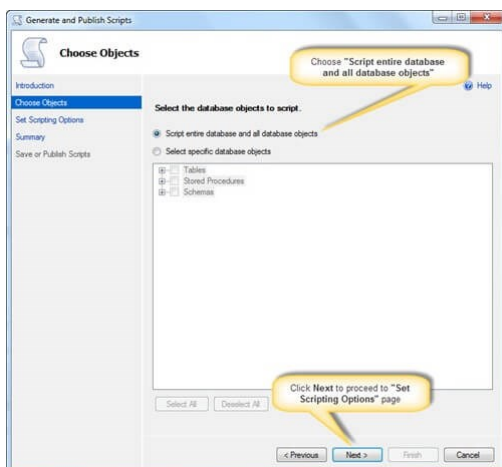 Generate and Publish Scripts
Choose Objects
Choose "Script entire database
and all database objects"
Help
Introduction
Choose Objects
Set Scripting Options
Summary
Save or Publish Scripts
Select the database objects to script.
Script entire database and all database objects
Select specific database objects
Tables
Stored Procedures
Schemas
Select All
Deselect All
Click Next to proceed to "Set
Scripting Options" page
< Previous
Next >
Finish
Cancel